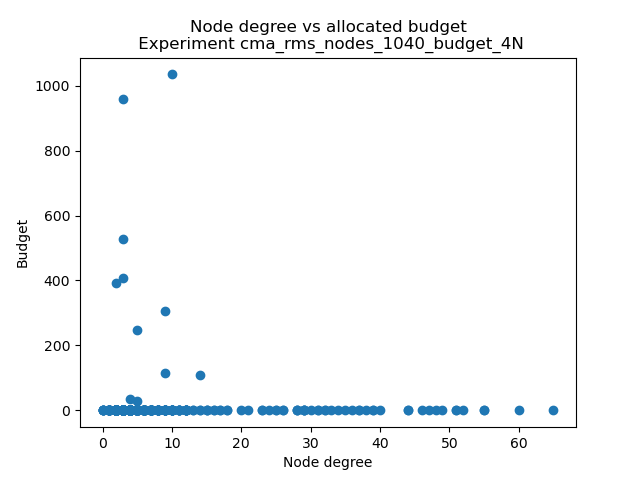 Node degree vs allocated budget
Experiment cma_rms_nodes_1040_budget_4N
1000
800
600
400
200
0
Budget
0 10 20 30 40 50 60
Node degree